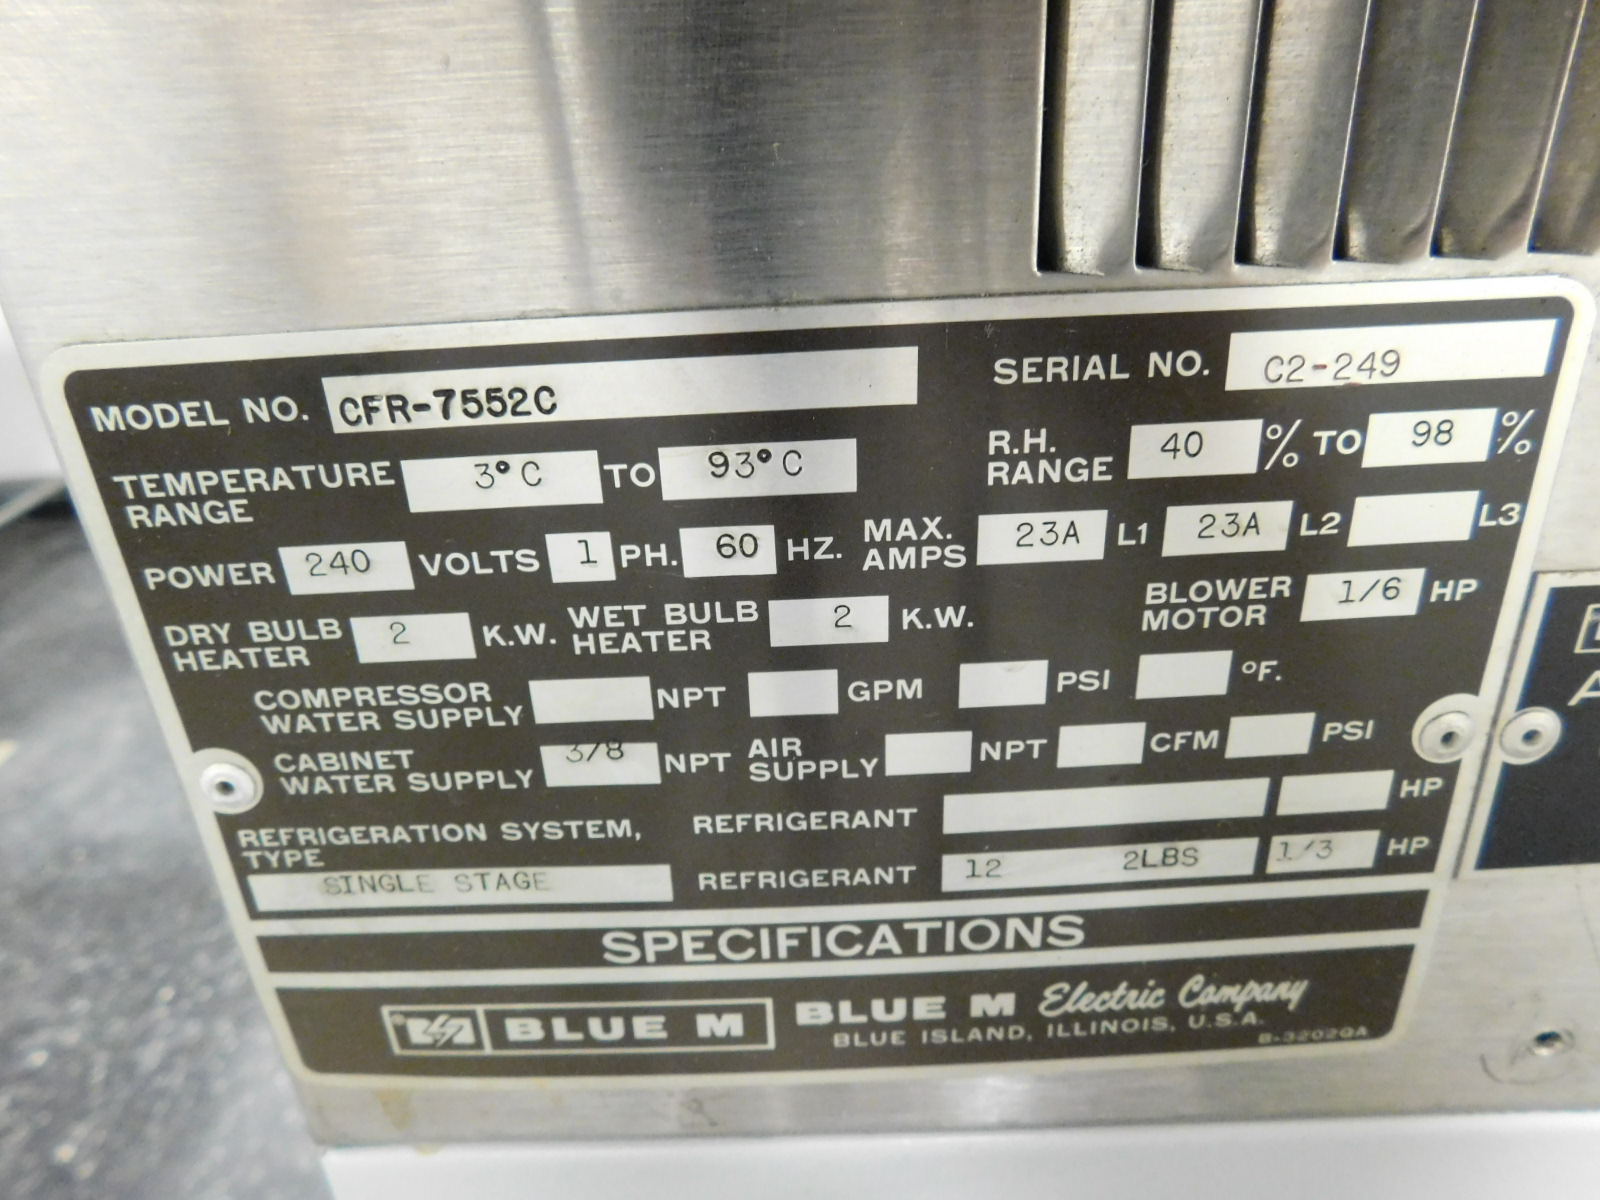 MODEL NO. CFR-7552C SERIAL NO. C2-249
TEMPERATURE RANGE 3°C TO 93°C R.H. RANGE 40 % TO 98 %
POWER 240 VOLTS 1 PH. 60 HZ. MAX. AMPS 23A L1 23A L2 L3
DRY BULB HEATER 2 K.W. WET BULB HEATER 2 K.W. BLOWER MOTOR 1/6 HP
COMPRESSOR WATER SUPPLY NPT GPM PSI °F.
CABINET WATER SUPPLY 3/8 NPT AIR SUPPLY NPT CFM PSI
REFRIGERATION SYSTEM, TYPE REFRIGERANT HP
SINGLE STAGE REFRIGERANT 12 2LBS 1/3 HP
SPECIFICATIONS
BLUE M BLUE M Electric Company
BLUE ISLAND, ILLINOIS, U.S.A.
B-32020A